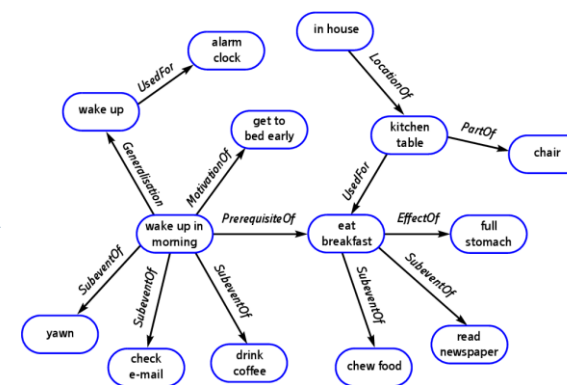 in house
alarm
clock
UsedFor
LocationOf
wake up
get to
bed early
kitchen
table
PartOf
chair
Generalisation
MotivationOf
UsedFor
wake up in
morning
PrerequisiteOf
eat
breakfast
EffectOf
full
stomach
SubeventOf
SubeventOf
SubeventOf
SubeventOf
SubeventOf
yawn
check
e-mail
drink
coffee
chew food
read
newspaper